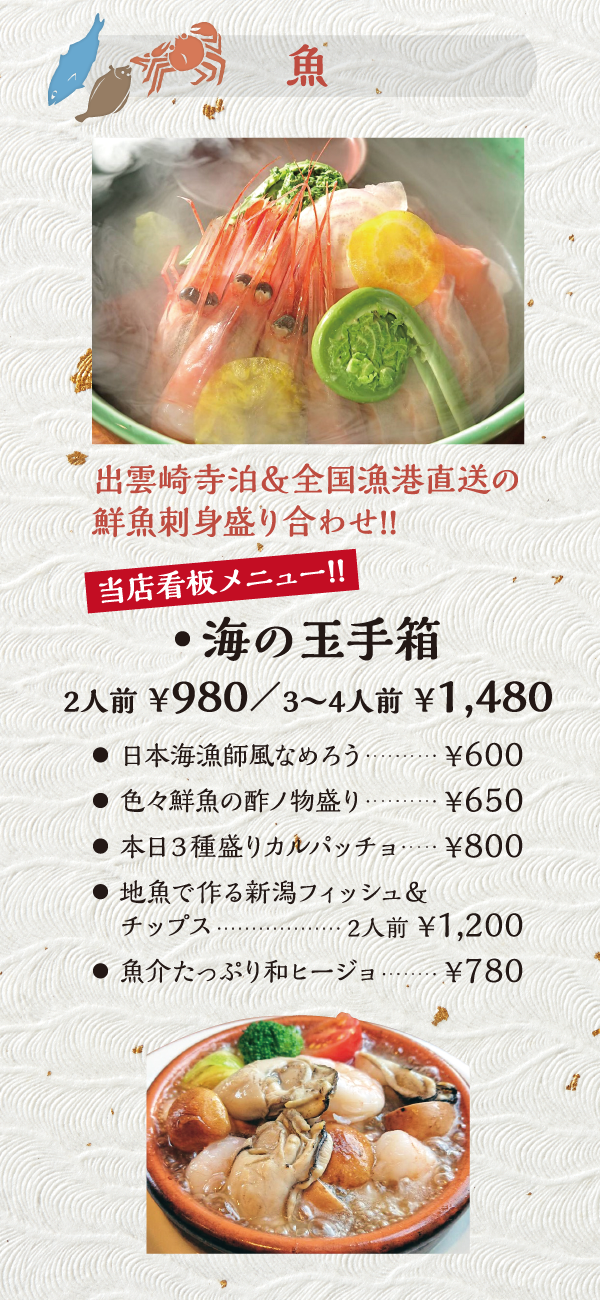 魚
出雲崎寺泊＆全国漁港直送の
鮮魚刺身盛り合わせ!!
当店看板メニュー!!
•海の玉手箱
2人前 ¥980／3〜4人前 ¥1,480
● 日本海漁師風なめろう……… ¥600
● 色々鮮魚の酢ノ物盛り……… ¥650
● 本日3種盛りカルパッチョ…… ¥800
● 地魚で作る新潟フィッシュ＆
チップス……………… 2人前 ¥1,200
● 魚介たっぷり和ヒージョ…… ¥780